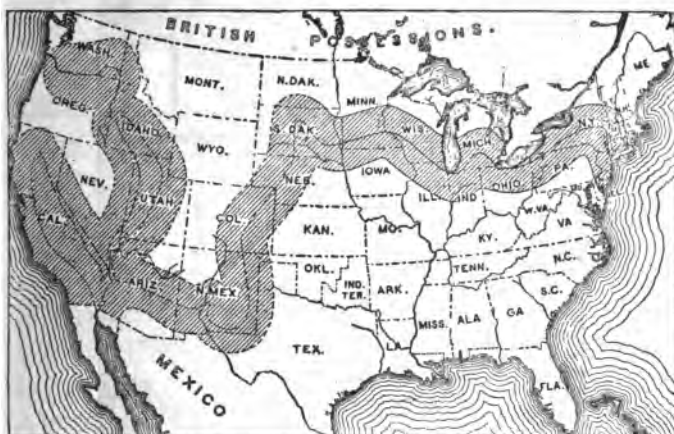 BRITISH POSSESSIONS.
WASH. MONT. N. DAK. MINN. ME.
OREG. IDAHO. WYO. S. DAK. WIS. MICH. N.Y.
NEV. UTAH. NEB. IOWA ILL. IND. OHIO. PA.
CAL. COL. KAN. MO. KY. W.VA. VA.
ARIZ. N. MEX. OKL. IND. TER. ARK. TENN. N.C.
S.C.
TEX. LA. MISS. ALA GA
MEXICO FLA.